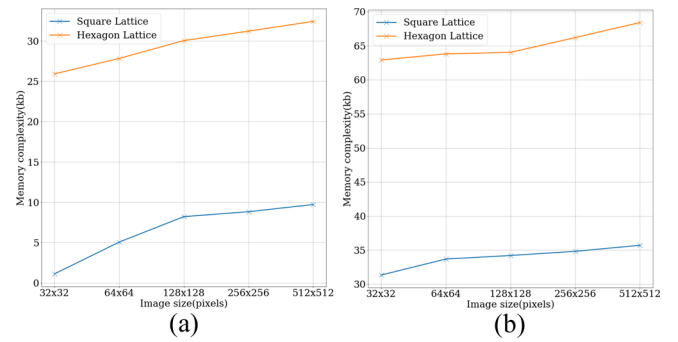 Square Lattice
Hexagon Lattice
Memory complexity(kb)
30
25
20
15
10
5
0
32x32 64x64 128x128 256x256 512x512
Image size(pixels)
(a)
Square Lattice
Hexagon Lattice
Memory complexity(kb)
70
65
60
55
50
45
40
35
30
32x32 64x64 128x128 256x256 512x512
Image size(pixels)
(b)